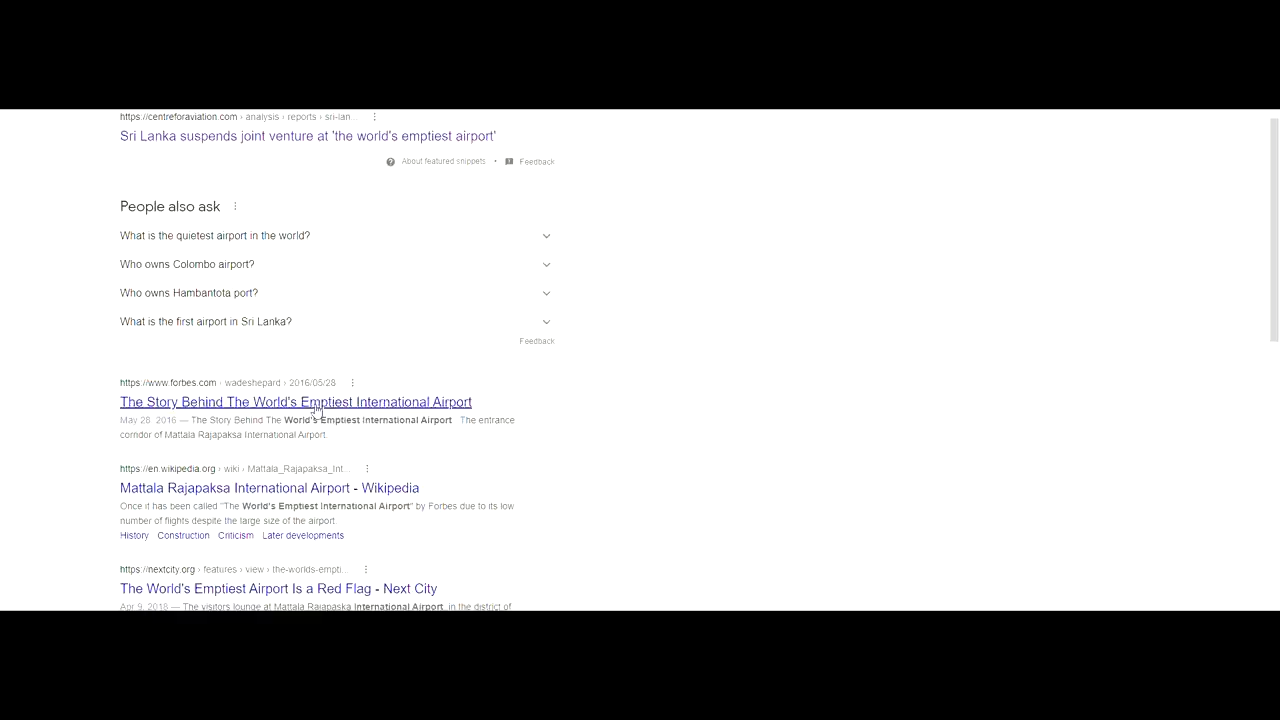 https://centreforaviation.com › analysis › reports › sri-lan...
Sri Lanka suspends joint venture at 'the world's emptiest airport'
About featured snippets • Feedback
People also ask
What is the quietest airport in the world?
Who owns Colombo airport?
Who owns Hambantota port?
What is the first airport in Sri Lanka?
Feedback
https://www.forbes.com › wadeshepard › 2016/05/28
The Story Behind The World's Emptiest International Airport
May 28, 2016 — The Story Behind The World's Emptiest International Airport The entrance
corridor of Mattala Rajapaksa International Airport.
https://en.wikipedia.org › wiki › Mattala_Rajapaksa_Int...
Mattala Rajapaksa International Airport - Wikipedia
Once it has been called "The World's Emptiest International Airport" by Forbes due to its low
number of flights despite the large size of the airport.
History Construction Criticism Later developments
https://nextcity.org › features › view › the-worlds-empti...
The World's Emptiest Airport Is a Red Flag - Next City
Apr 9, 2018 — The visitors lounge at Mattala Rajapaska International Airport, in the district of